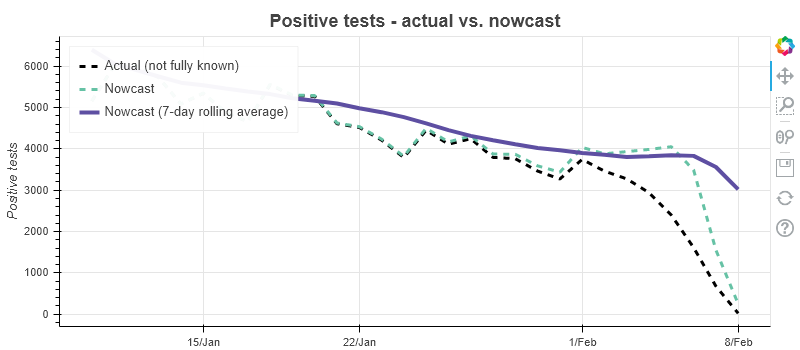 Positive tests - actual vs. nowcast
Actual (not fully known)
Nowcast
Nowcast (7-day rolling average)
Positive tests
6000
5000
4000
3000
2000
1000
0
15/Jan
22/Jan
1/Feb
8/Feb